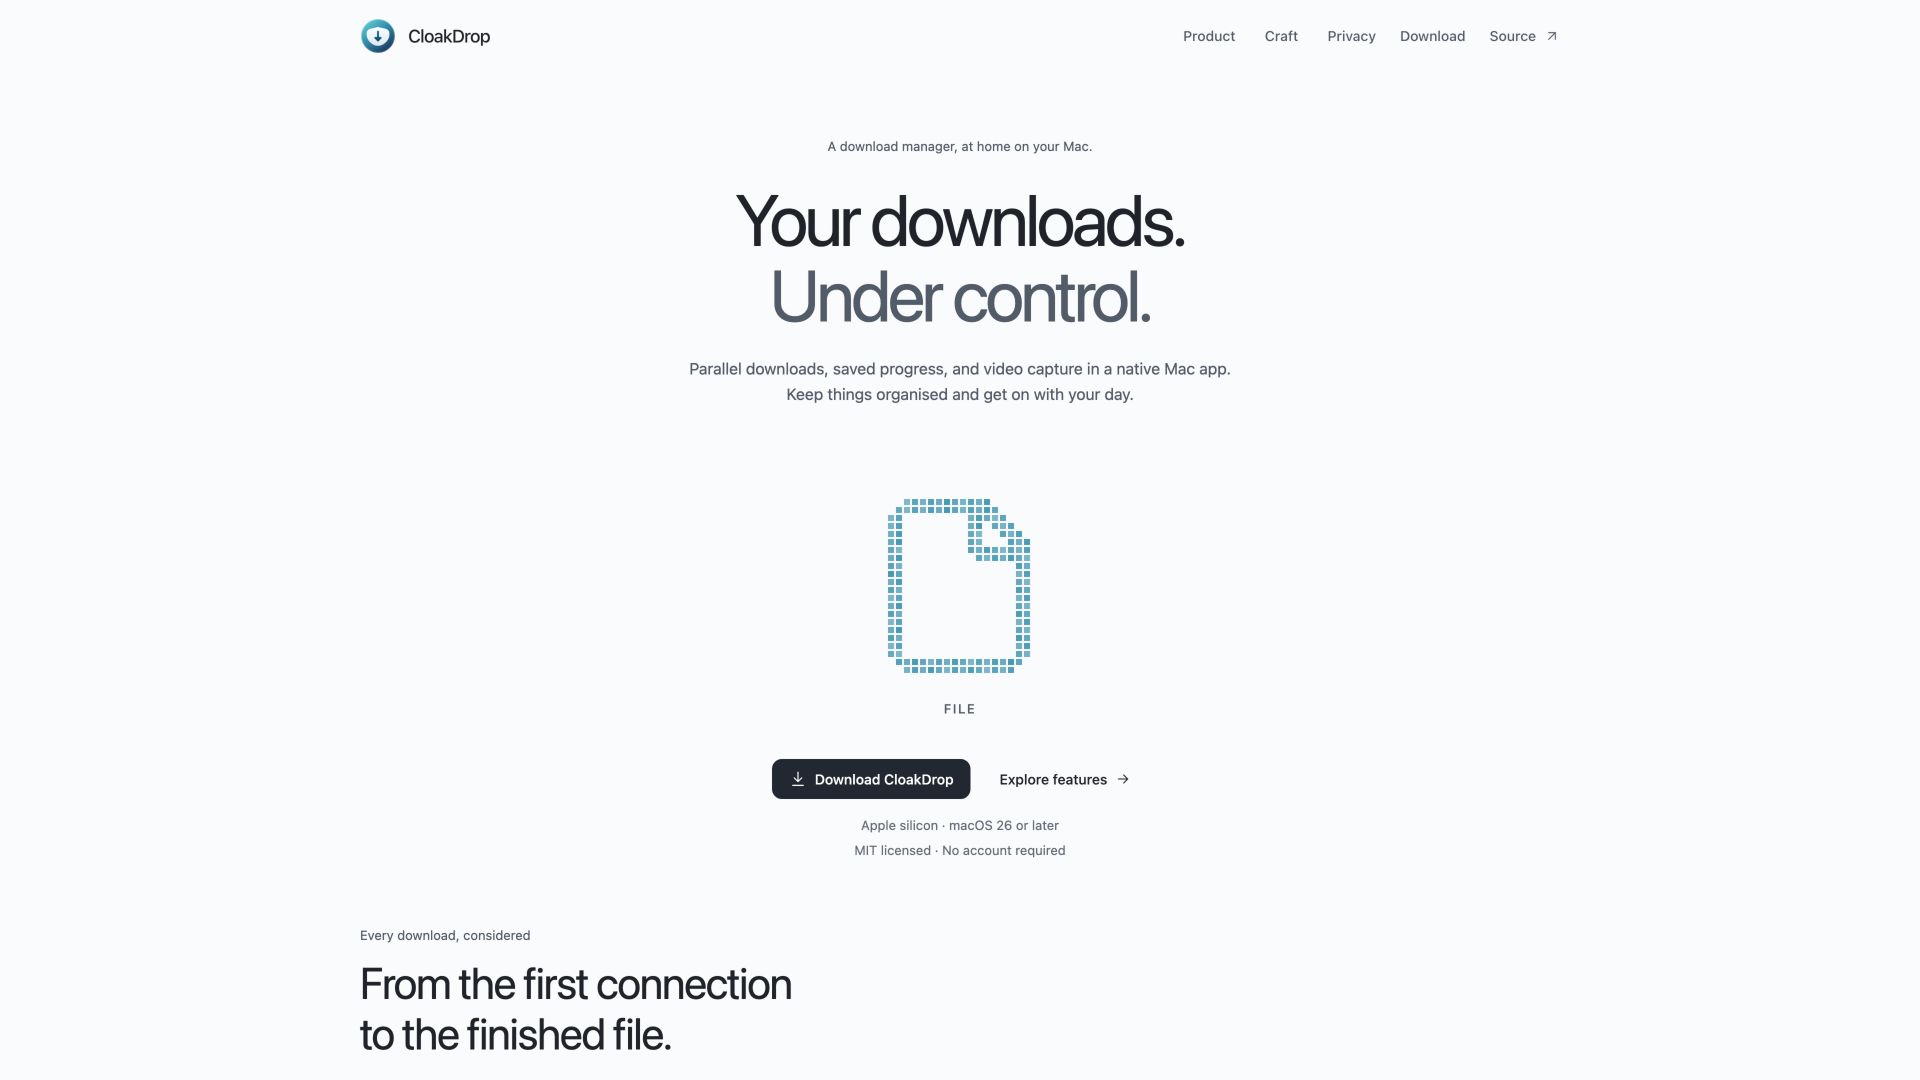 CloakDrop
Product
Craft
Privacy
Download
Source
A download manager, at home on your Mac.
Your downloads.
Under control.
Parallel downloads, saved progress, and video capture in a native Mac app.
Keep things organised and get on with your day.
FILE
Download CloakDrop
Explore features
Apple silicon · macOS 26 or later
MIT licensed · No account required
Every download, considered
From the first connection
to the finished file.